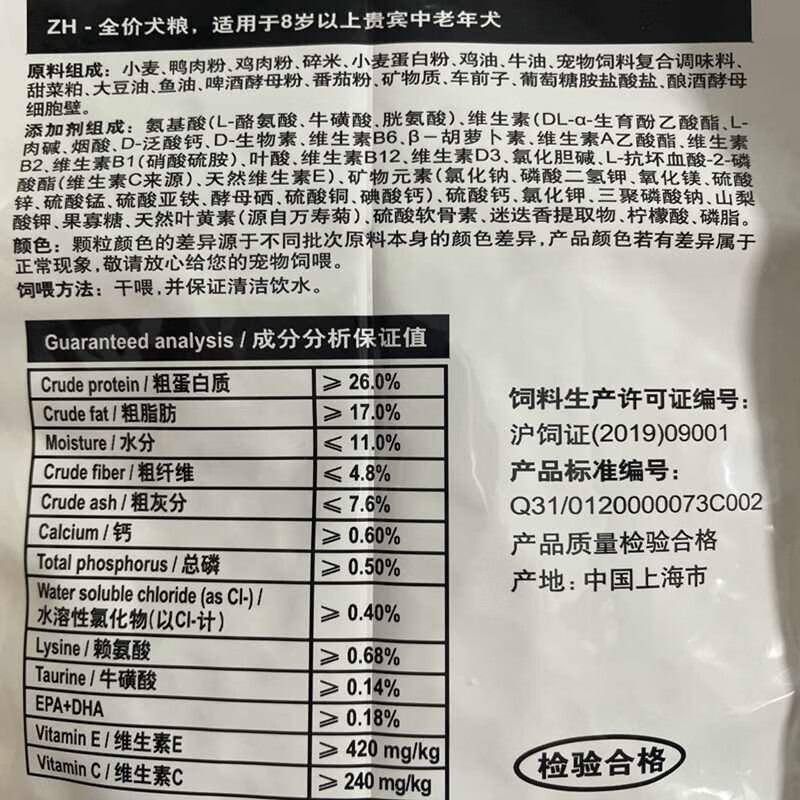 ZH - 全价犬粮，适用于8岁以上贵宾中老年犬
原料组成：小麦、鸭肉粉、鸡肉粉、碎米、小麦蛋白粉、鸡油、牛油、宠物饲料复合调味料、
甜菜粕、大豆油、鱼油、啤酒酵母粉、番茄粉、矿物质、车前子、葡萄糖胺盐酸盐、酿酒酵母
细胞壁。
添加剂组成：氨基酸(L-酪氨酸、牛磺酸、胱氨酸)、维生素(DL-α-生育酚乙酸酯、L-
肉碱、烟酸、D-泛酸钙、D-生物素、维生素B6、β-胡萝卜素、维生素A乙酸酯、维生素
B2、维生素B1(硝酸硫胺)、叶酸、维生素B12、维生素D3、氯化胆碱、L-抗坏血酸-2-磷
酸酯(维生素C来源)、天然维生素E)、矿物元素(氯化钠、磷酸二氢钾、氧化镁、硫酸
锌、硫酸锰、硫酸亚铁、酵母硒、硫酸铜、碘酸钙)、硫酸钙、氯化钾、三聚磷酸钠、山梨
酸钾、果寡糖、天然叶黄素(源自万寿菊)、硫酸软骨素、迷迭香提取物、柠檬酸、磷脂。
颜色：颗粒颜色的差异源于不同批次原料本身的颜色差异,产品颜色若有差异属于
正常现象,敬请放心给您的宠物饲喂。
饲喂方法：干喂,并保证清洁饮水。
Guaranteed analysis / 成分分析保证值
Crude protein / 粗蛋白质 ≥ 26.0%
Crude fat / 粗脂肪 ≥ 17.0%
Moisture / 水分 ≤ 11.0%
Crude fiber / 粗纤维 ≤ 4.8%
Crude ash / 粗灰分 ≤ 7.6%
Calcium / 钙 ≥ 0.60%
Total phosphorus / 总磷 ≥ 0.50%
Water soluble chloride (as Cl-) /
水溶性氯化物(以Cl-计) ≥ 0.40%
Lysine / 赖氨酸 ≥ 0.68%
Taurine / 牛磺酸 ≥ 0.14%
EPA+DHA ≥ 0.18%
Vitamin E / 维生素E ≥ 420 mg/kg
Vitamin C / 维生素C ≥ 240 mg/kg
饲料生产许可证编号：
沪饲证(2019)09001
产品标准编号：
Q31/0120000073C002
产品质量检验合格
产地：中国上海市
检验合格